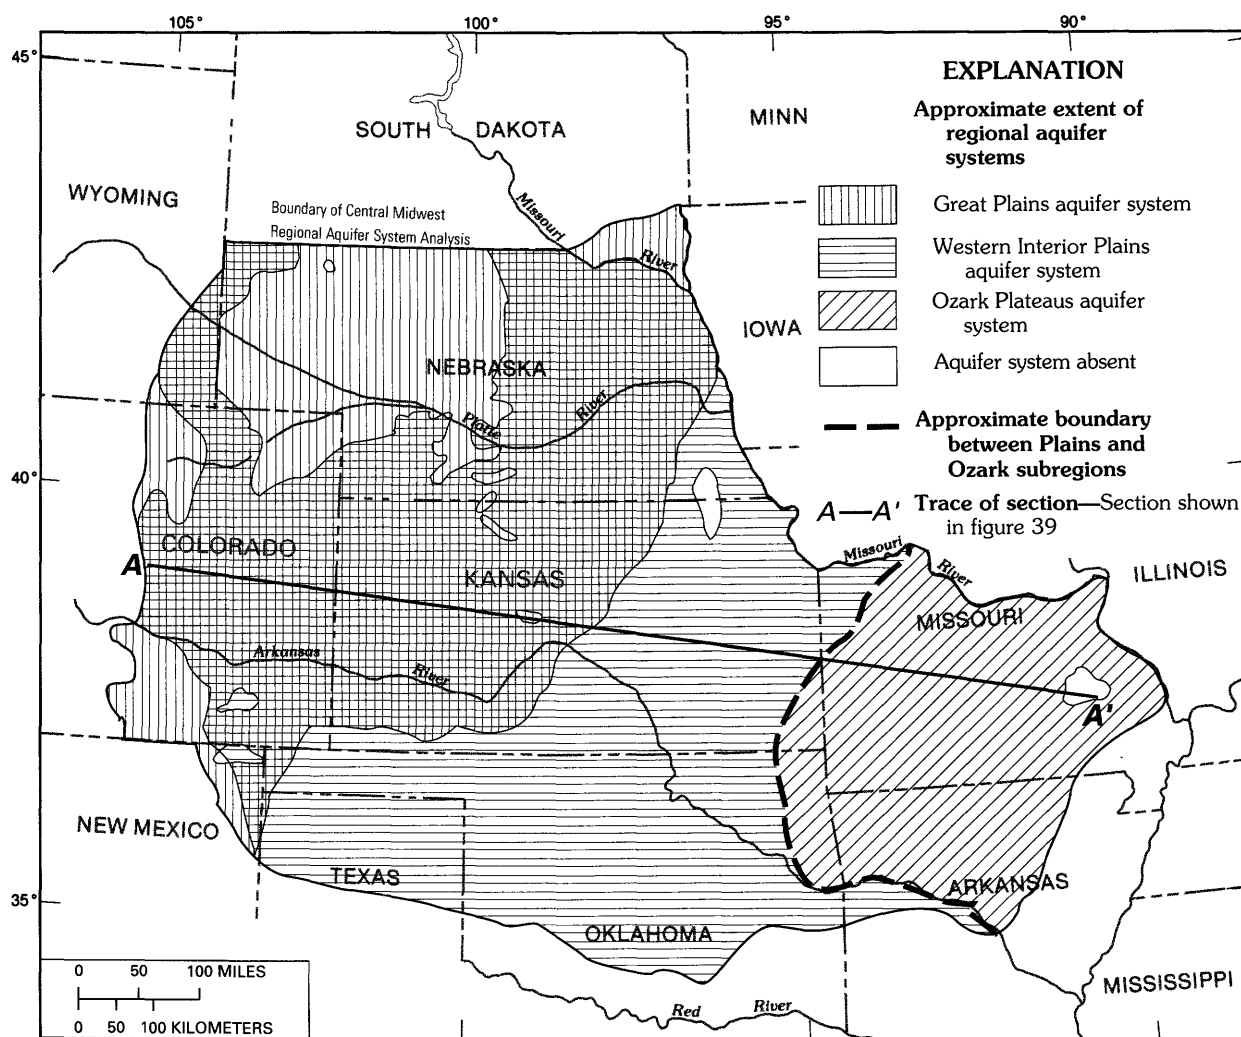 105°
100°
95°
90°
45°
EXPLANATION
Approximate extent of
regional aquifer
systems
MINN
SOUTH DAKOTA
WYOMING
Great Plains aquifer system
Boundary of Central Midwest
Regional Aquifer System Analysis
Missouri
River
Western Interior Plains
aquifer system
Ozark Plateaus aquifer
system
IOWA
Aquifer system absent
NEBRASKA
Platte
River
Approximate boundary
between Plains and
Ozark subregions
40°
A—A' Trace of section—Section shown
in figure 39
COLORADO
A
KANSAS
Missouri
River
ILLINOIS
MISSOURI
Arkansas
River
A'
NEW MEXICO
TEXAS
ARKANSAS
35°
OKLAHOMA
MISSISSIPPI
Red River
0 50 100 MILES
0 50 100 KILOMETERS